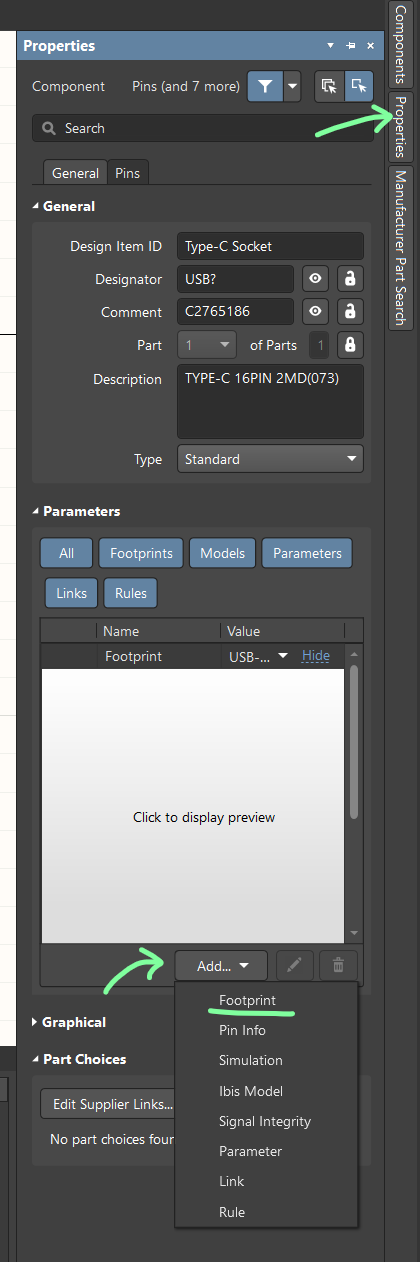 Properties
Component Pins (and 7 more)
Search
General Pins
General
Design Item ID Type-C Socket
Designator USB?
Comment C2765186
Part 1 of Parts 1
Description TYPE-C 16PIN 2MD(073)
Type Standard
Parameters
All Footprints Models Parameters
Links Rules
Name Value
Footprint USB-... Hide
Click to display preview
Add...
Footprint
Pin Info
Simulation
Ibis Model
Signal Integrity
Parameter
Link
Rule
Graphical
Part Choices
Edit Supplier Links...
No part choices foun
Components
Properties
Manufacturer Part Search